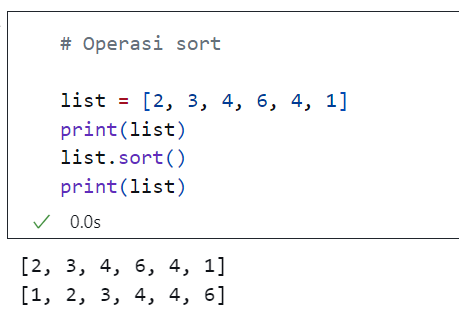 # Operasi sort
list = [2, 3, 4, 6, 4, 1]
print(list)
list.sort()
print(list)
✓ 0.0s
[2, 3, 4, 6, 4, 1]
[1, 2, 3, 4, 4, 6]